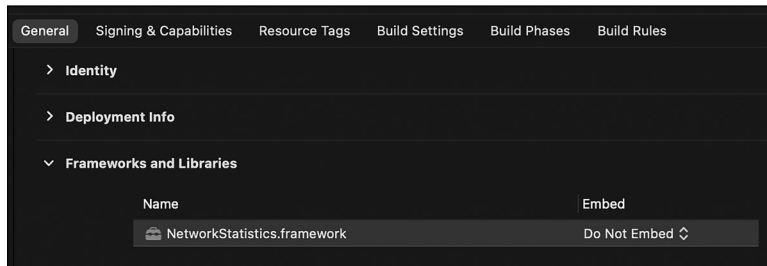 General Signing & Capabilities Resource Tags Build Settings Build Phases Build Rules
Identity
Deployment Info
Frameworks and Libraries
Name Embed
NetworkStatistics.framework Do Not Embed